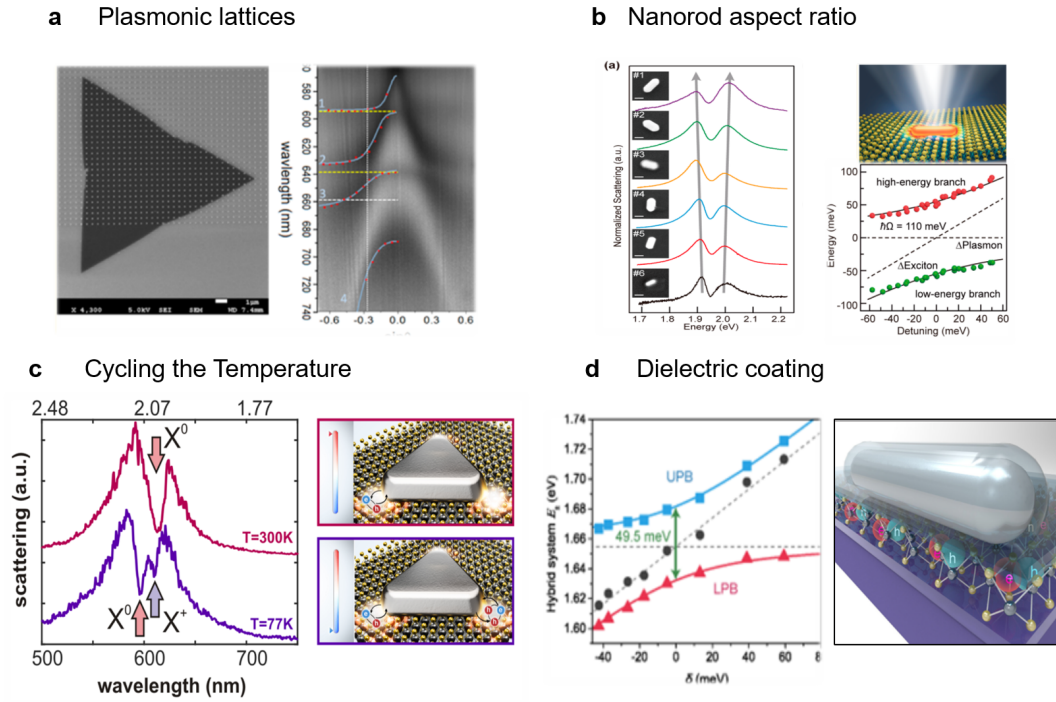 a Plasmonic lattices
X 4,300 5.0kV SEI SEM WD 7.4mm
1μm
wavlength (nm)
580
600
620
640
660
680
700
720
740
1
2
3
4
-0.6 -0.3 0.0 0.3 0.6
b Nanorod aspect ratio
(a)
Normalized Scattering (a.u.)
#1
#2
#3
#4
#5
#6
1.7 1.8 1.9 2.0 2.1 2.2
Energy (eV)
Energy (meV)
100
50
0
-50
-100
high-energy branch
ℏΩ = 110 meV
ΔPlasmon
ΔExciton
low-energy branch
-60 -40 -20 0 20 40 60
Detuning (meV)
c Cycling the Temperature
2.48 2.07 1.77
scattering (a.u.)
X⁰
T=300K
X⁰ X⁺
T=77K
500 600 700
wavelength (nm)
e h
e h
h e h
d Dielectric coating
Hybrid system Eₛ (eV)
1.74
1.72
1.70
1.68
1.66
1.64
1.62
1.60
UPB
49.5 meV
LPB
-40 -20 0 20 40 60
δ (meV)
h
h
e
h